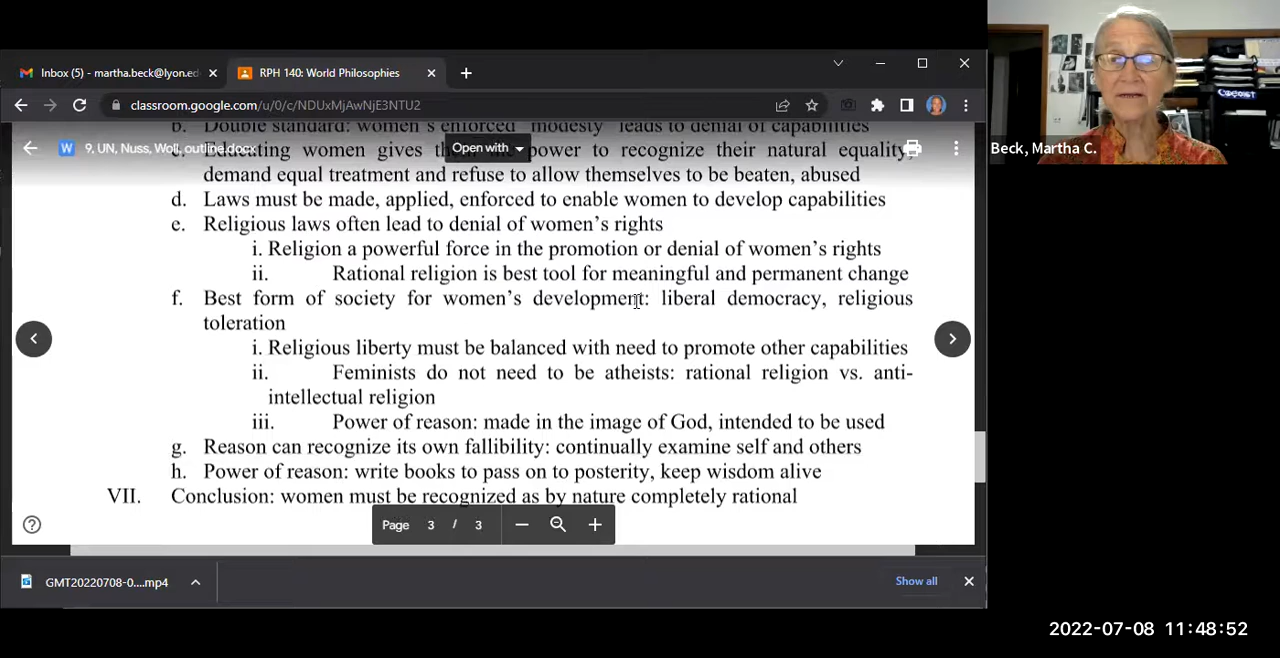 Inbox (5) - martha.beck@lyon.ed
RPH 140: World Philosophies
classroom.google.com/u/0/c/NDUxMjAwNjE3NTU2
b. Double standard: women's enforced "modesty" leads to denial of capabilities
9, UN, Nuss, Woll, outline.docx
Open with
c. Educating women gives them power to recognize their natural equality,
demand equal treatment and refuse to allow themselves to be beaten, abused
d. Laws must be made, applied, enforced to enable women to develop capabilities
e. Religious laws often lead to denial of women's rights
i. Religion a powerful force in the promotion or denial of women's rights
ii. Rational religion is best tool for meaningful and permanent change
f. Best form of society for women's development: liberal democracy, religious
toleration
i. Religious liberty must be balanced with need to promote other capabilities
ii. Feminists do not need to be atheists: rational religion vs. anti-
intellectual religion
iii. Power of reason: made in the image of God, intended to be used
g. Reason can recognize its own fallibility: continually examine self and others
h. Power of reason: write books to pass on to posterity, keep wisdom alive
VII. Conclusion: women must be recognized as by nature completely rational
Page 3 / 3
GMT20220708-0....mp4
Show all
COEXIST
Beck, Martha C.
2022-07-08 11:48:52